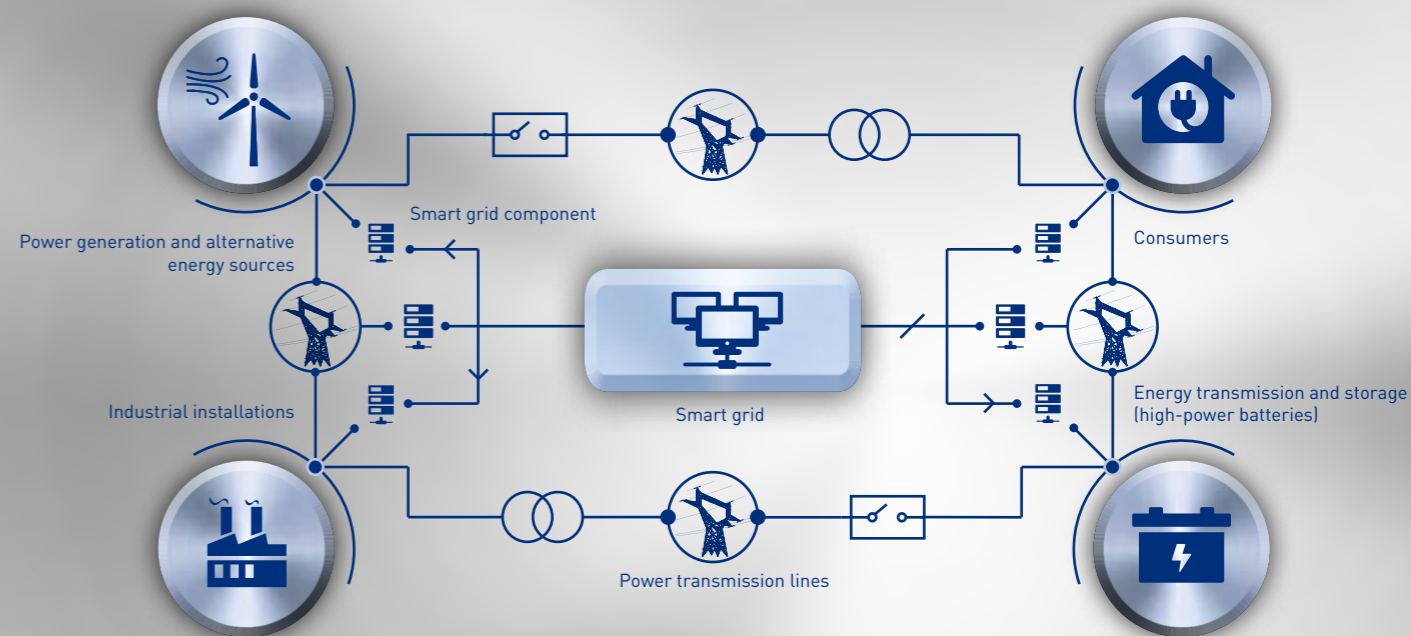 Smart grid component
Power generation and alternative
energy sources
Consumers
Industrial installations
Smart grid
Energy transmission and storage
(high-power batteries)
Power transmission lines